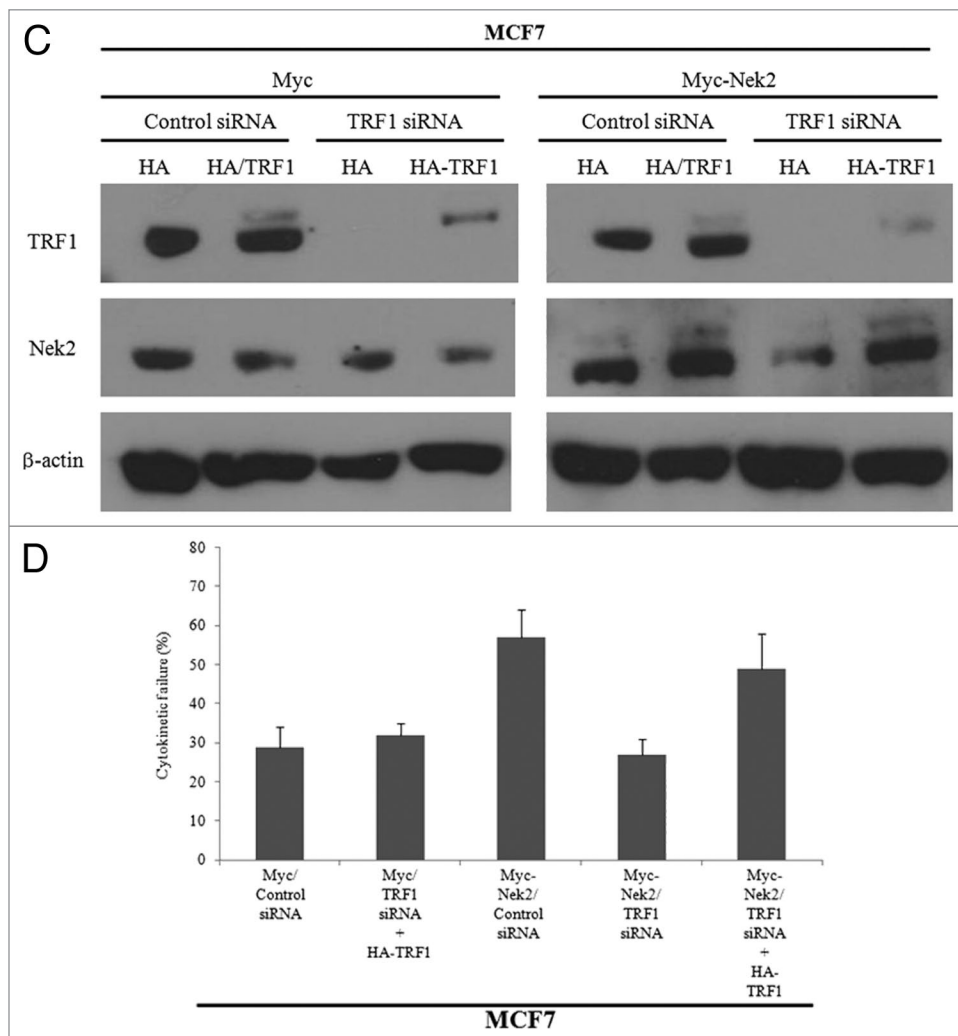 C
MCF7
Myc Myc-Nek2
Control siRNA TRF1 siRNA Control siRNA TRF1 siRNA
HA HA/TRF1 HA HA-TRF1 HA HA/TRF1 HA HA-TRF1
TRF1
Nek2
β-actin
D
Cytokinetic failure (%)
80
70
60
50
40
30
20
10
0
Myc/
Control
siRNA
Myc/
TRF1
siRNA
+
HA-TRF1
Myc-
Nek2/
Control
siRNA
Myc-
Nek2/
TRF1
siRNA
Myc-
Nek2/
TRF1
siRNA
+
HA-
TRF1
MCF7